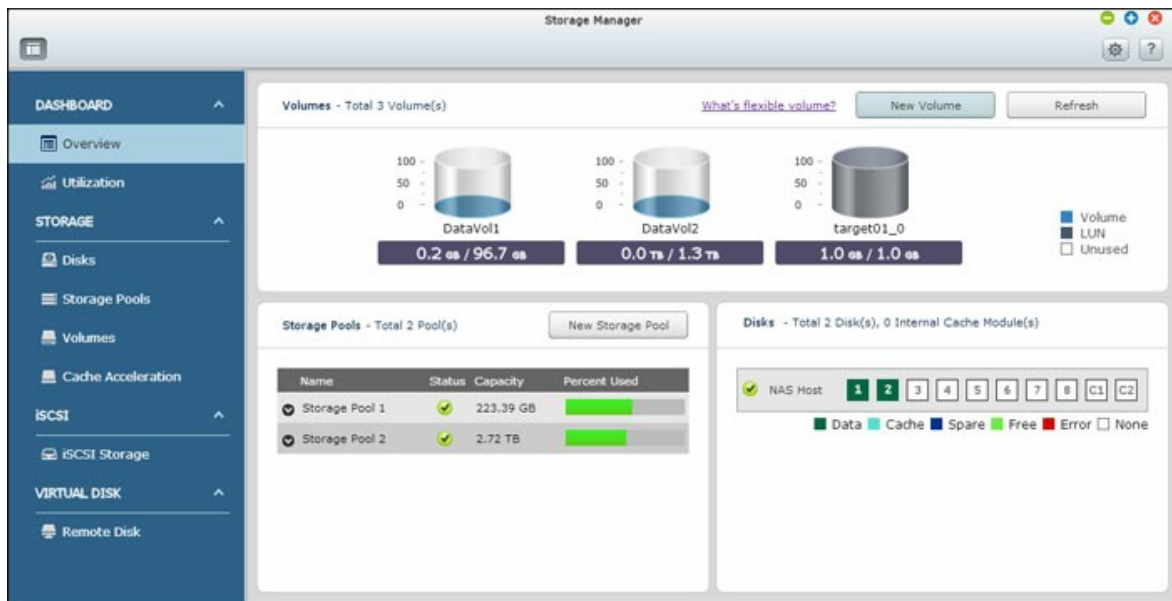 Storage Manager
?
DASHBOARD
Overview
Utilization
STORAGE
Disks
Storage Pools
Volumes
Cache Acceleration
iSCSI
iSCSI Storage
VIRTUAL DISK
Remote Disk
Volumes - Total 3 Volume(s)
What's flexible volume?
New Volume
Refresh
100
50
0
DataVol1
0.2 GB / 96.7 GB
100
50
0
DataVol2
0.0 TB / 1.3 TB
100
50
0
target01_0
1.0 GB / 1.0 GB
Volume
LUN
Unused
Storage Pools - Total 2 Pool(s)
New Storage Pool
Name Status Capacity Percent Used
Storage Pool 1 223.39 GB
Storage Pool 2 2.72 TB
Disks - Total 2 Disk(s), 0 Internal Cache Module(s)
NAS Host 1 2 3 4 5 6 7 8 C1 C2
Data Cache Spare Free Error None